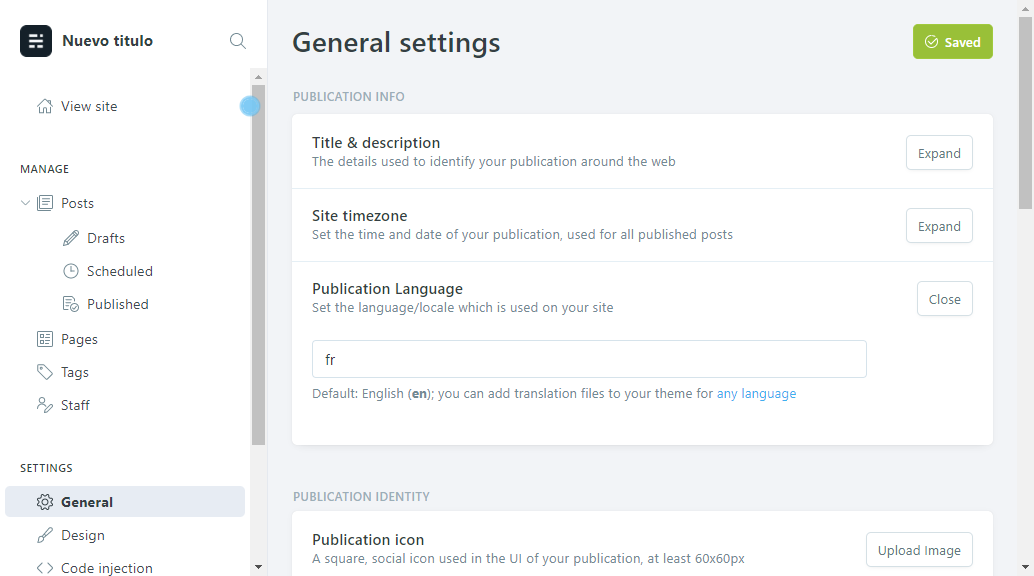 Nuevo titulo
View site
MANAGE
Posts
Drafts
Scheduled
Published
Pages
Tags
Staff
SETTINGS
General
Design
Code injection
General settings
Saved
PUBLICATION INFO
Title & description
The details used to identify your publication around the web
Expand
Site timezone
Set the time and date of your publication, used for all published posts
Expand
Publication Language
Set the language/locale which is used on your site
Close
fr
Default: English (en); you can add translation files to your theme for any language
PUBLICATION IDENTITY
Publication icon
A square, social icon used in the UI of your publication, at least 60x60px
Upload Image